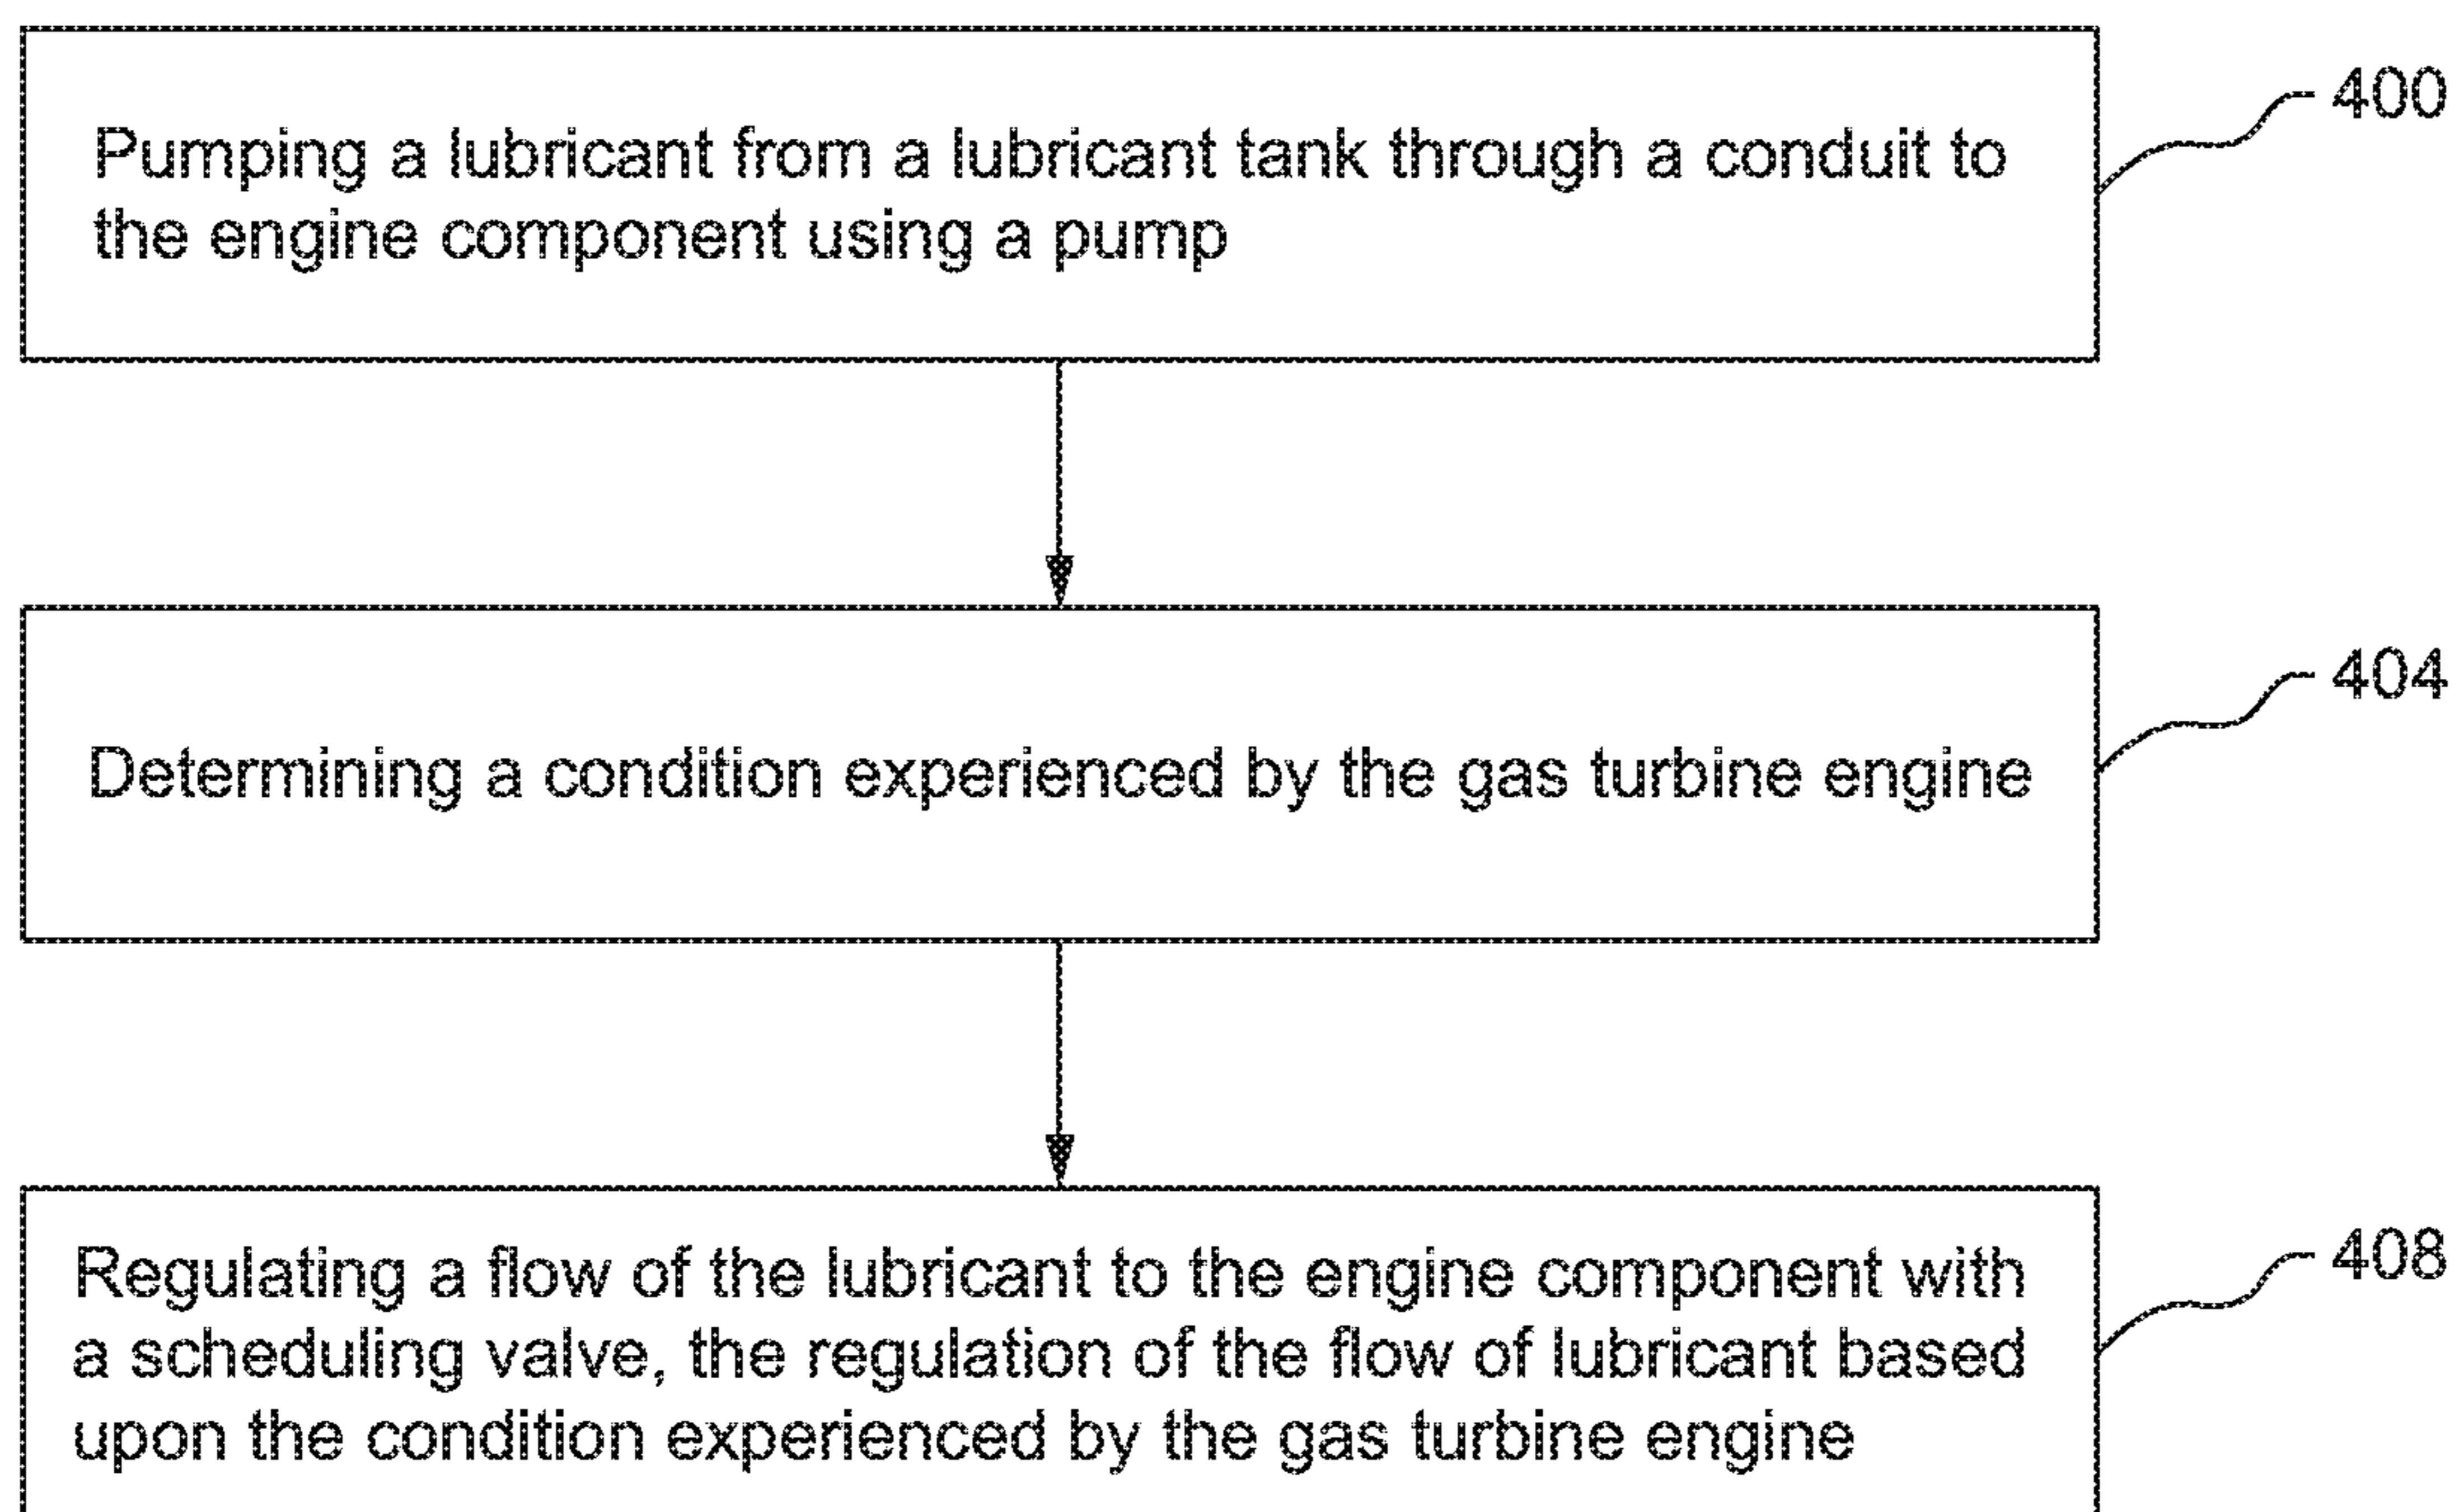 400
Pumping a lubricant from a lubricant tank through a conduit to
the engine component using a pump
404
Determining a condition experienced by the gas turbine engine
408
Regulating a flow of the lubricant to the engine component with
a scheduling valve, the regulation of the flow of lubricant based
upon the condition experienced by the gas turbine engine